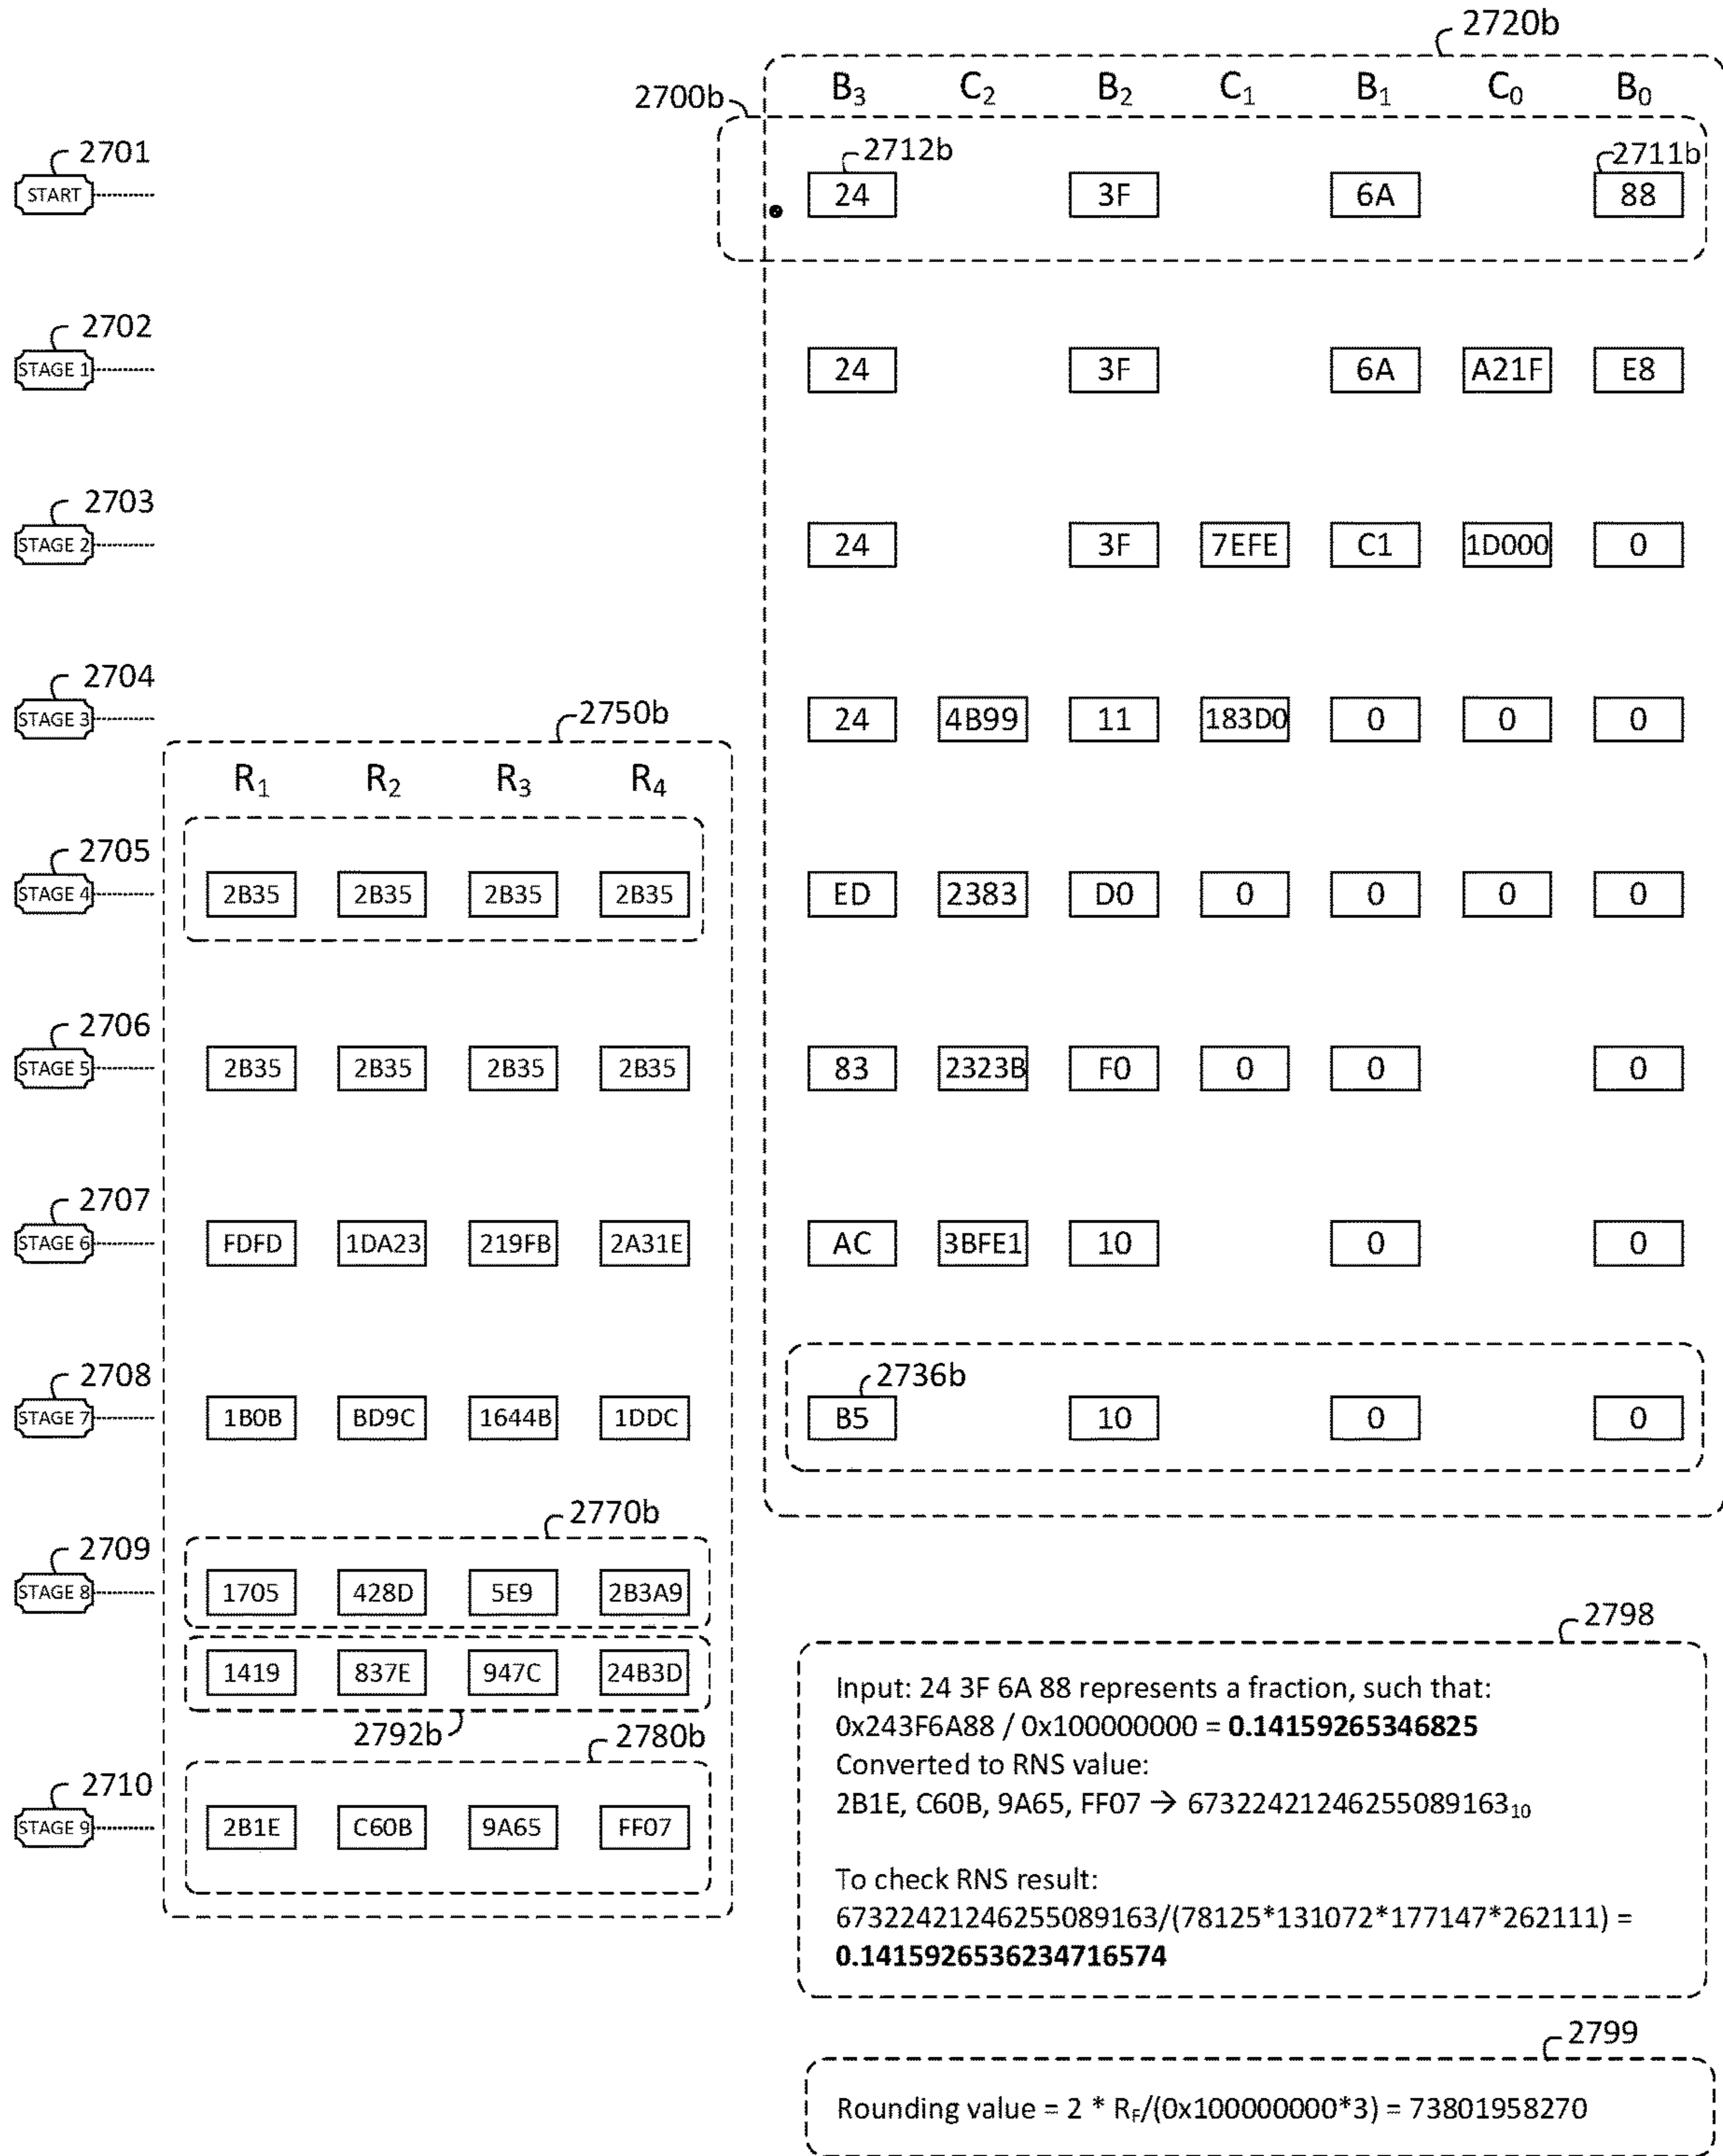 2720b
B₃ C₂ B₂ C₁ B₁ C₀ B₀
2700b
2701 2712b 2711b
START 24 3F 6A 88
2702
STAGE 1 24 3F 6A A21F E8
2703
STAGE 2 24 3F 7EFE C1 1D000 0
2704
STAGE 3 24 4B99 11 183D0 0 0 0
2750b
R₁ R₂ R₃ R₄
2705
STAGE 4 2B35 2B35 2B35 2B35 ED 2383 D0 0 0 0 0
2706
STAGE 5 2B35 2B35 2B35 2B35 83 2323B F0 0 0 0
2707
STAGE 6 FDFD 1DA23 219FB 2A31E AC 3BFE1 10 0 0
2708 2736b
STAGE 7 1B0B BD9C 1644B 1DDC B5 10 0 0
2770b
2709
STAGE 8 1705 428D 5E9 2B3A9
1419 837E 947C 24B3D
2792b 2780b
2710
STAGE 9 2B1E C60B 9A65 FF07
2798
Input: 24 3F 6A 88 represents a fraction, such that:
0x243F6A88 / 0x100000000 = 0.14159265346825
Converted to RNS value:
2B1E, C60B, 9A65, FF07 → 67322421246255089163₁₀
To check RNS result:
67322421246255089163/(78125*131072*177147*262111) =
0.1415926536234716574
2799
Rounding value = 2 * R_F/(0x100000000*3) = 73801958270